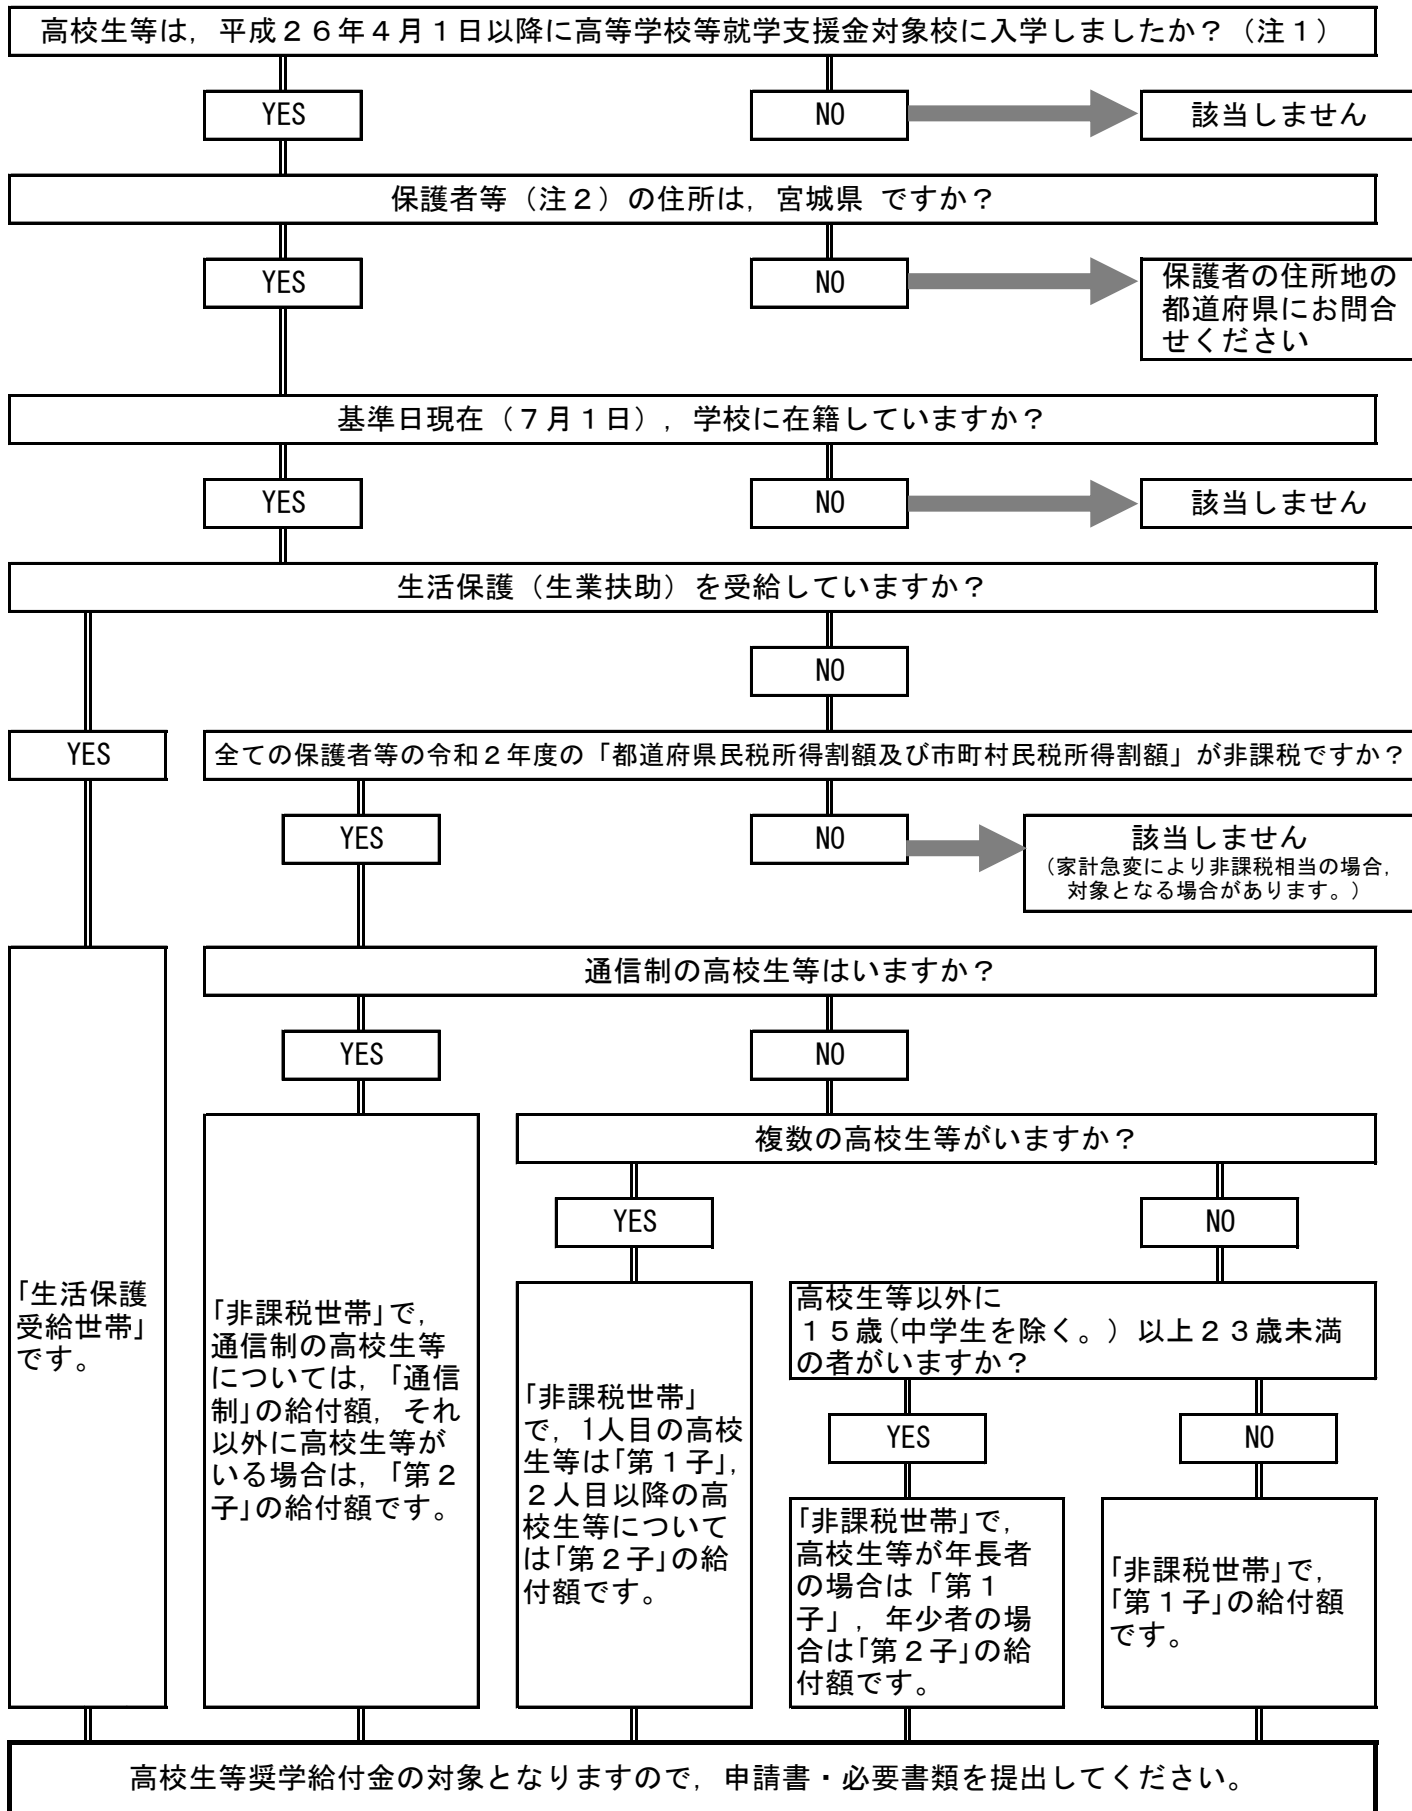 高校生等は，平成２６年４月１日以降に高等学校等就学支援金対象校に入学しましたか？（注１）
YES
NO
該当しません
保護者等（注２）の住所は，宮城県 ですか？
YES
NO
保護者の住所地の
都道府県にお問合
せください
基準日現在（７月１日），学校に在籍していますか？
YES
NO
該当しません
生活保護（生業扶助）を受給していますか？
NO
YES
全ての保護者等の令和２年度の「都道府県民税所得割額及び市町村民税所得割額」が非課税ですか？
YES
NO
該当しません
（家計急変により非課税相当の場合，
対象となる場合があります。）
通信制の高校生等はいますか？
YES
NO
複数の高校生等がいますか？
YES
NO
「生活保護
受給世帯」
です。
「非課税世帯」で，
通信制の高校生等
については，「通信
制」の給付額，それ
以外に高校生等が
いる場合は，「第２
子」の給付額です。
「非課税世帯」
で，1人目の高校
生等は「第１子」，
２人目以降の高
校生等について
は「第２子」の給
付額です。
高校生等以外に
１５歳（中学生を除く。）以上２３歳未満
の者がいますか？
YES
NO
「非課税世帯」で，
高校生等が年長者
の場合は「第１
子」，年少者の場
合は「第２子」の給
付額です。
「非課税世帯」で，
「第１子」の給付額
です。
高校生等奨学給付金の対象となりますので，申請書・必要書類を提出してください。